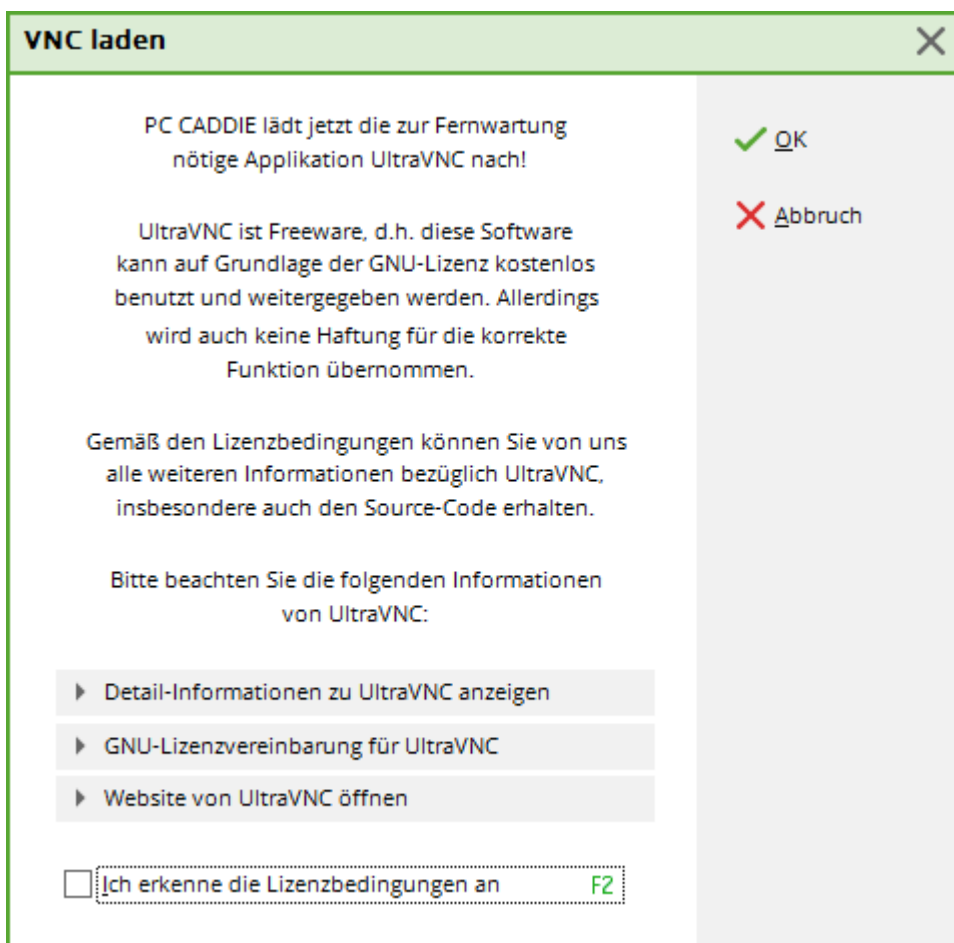 VNC laden
PC CADDIE lädt jetzt die zur Fernwartung
nötige Applikation UltraVNC nach!
UltraVNC ist Freeware, d.h. diese Software
kann auf Grundlage der GNU-Lizenz kostenlos
benutzt und weitergegeben werden. Allerdings
wird auch keine Haftung für die korrekte
Funktion übernommen.
Gemäß den Lizenzbedingungen können Sie von uns
alle weiteren Informationen bezüglich UltraVNC,
insbesondere auch den Source-Code erhalten.
Bitte beachten Sie die folgenden Informationen
von UltraVNC:
Detail-Informationen zu UltraVNC anzeigen
GNU-Lizenzvereinbarung für UltraVNC
Website von UltraVNC öffnen
Ich erkenne die Lizenzbedingungen an F2
OK
Abbruch